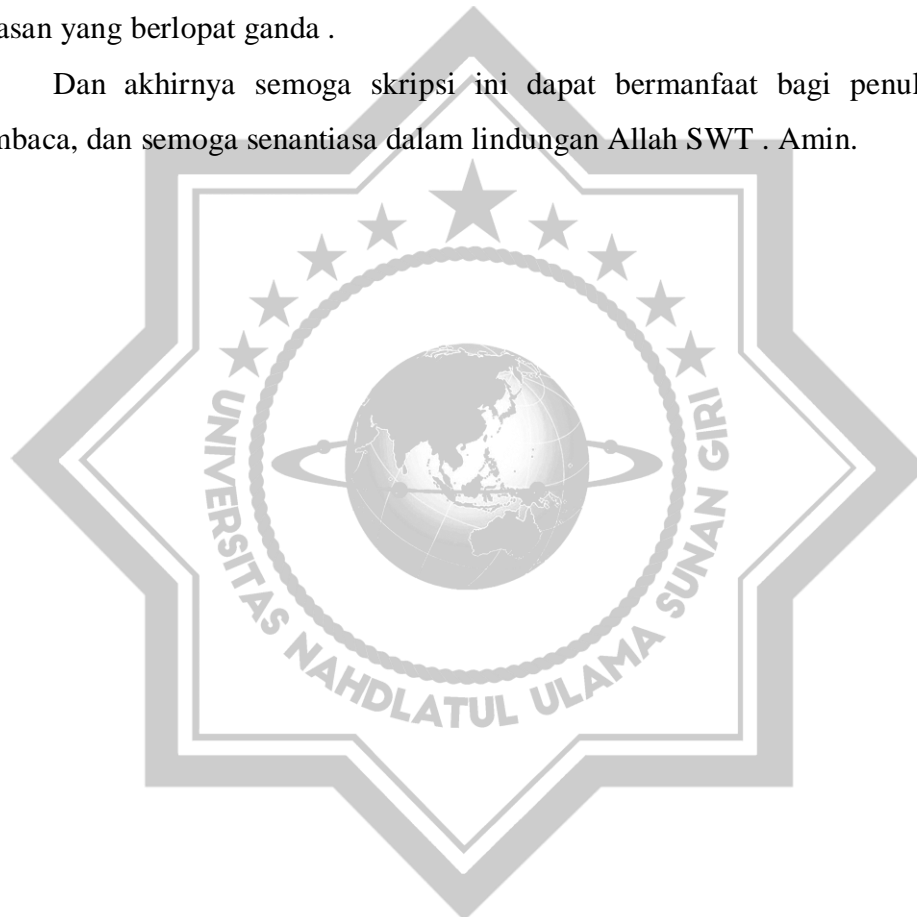 asan yang berlopat ganda .
Dan akhirnya semoga skripsi ini dapat bermanfaat bagi penul
mbaca, dan semoga senantiasa dalam lindungan Allah SWT . Amin.
UNIVERSITAS NAHDLATUL ULAMA SUNAN GIRI